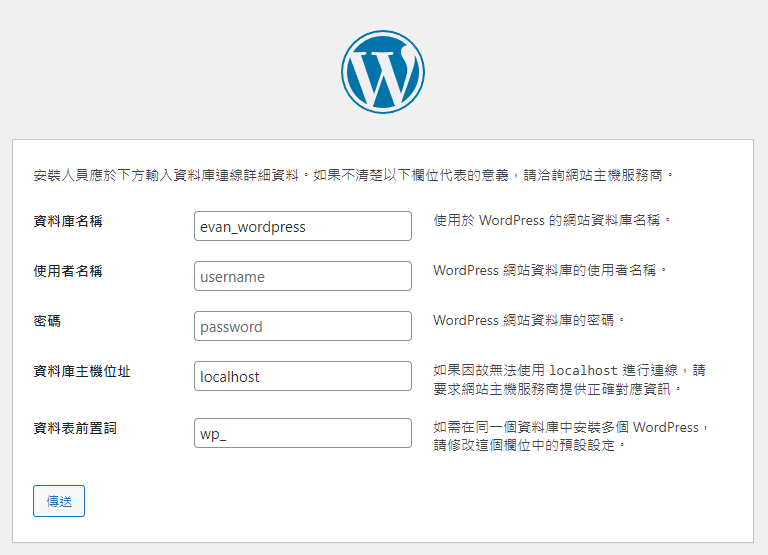 安裝人員應於下方輸入資料庫連線詳細資料。如果不清楚以下欄位代表的意義，請洽詢網站主機服務商。
資料庫名稱 evan_wordpress 使用於 WordPress 的網站資料庫名稱。
使用者名稱 username WordPress 網站資料庫的使用者名稱。
密碼 password WordPress 網站資料庫的密碼。
資料庫主機位址 localhost 如果因故無法使用 localhost 進行連線，請
要求網站主機服務商提供正確對應資訊。
資料表前置詞 wp_ 如需在同一個資料庫中安裝多個 WordPress，
請修改這個欄位中的預設設定。
傳送